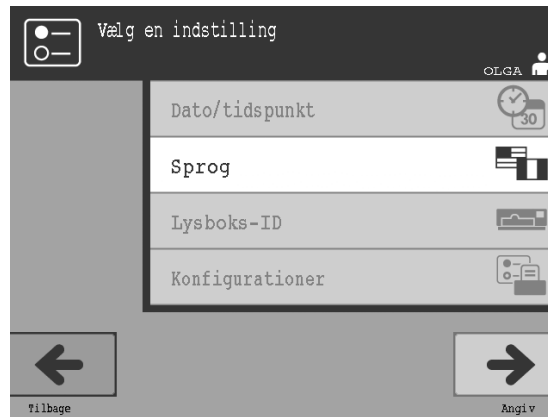 Vælg en indstilling
OLGA
Dato/tidspunkt
30
Sprog
Lysboks-ID
Konfigurationer
Tilbage
Angiv